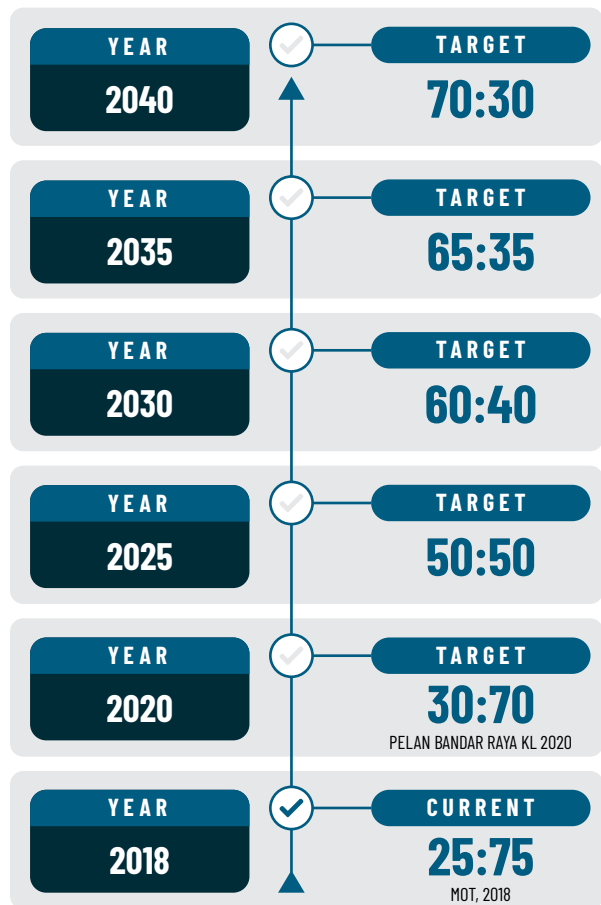 YEAR
TARGET
2040
70:30
YEAR
TARGET
2035
65:35
YEAR
TARGET
2030
60:40
YEAR
TARGET
2025
50:50
YEAR
TARGET
2020
30:70
PELAN BANDAR RAYA KL 2020
YEAR
CURRENT
2018
25:75
MOT, 2018